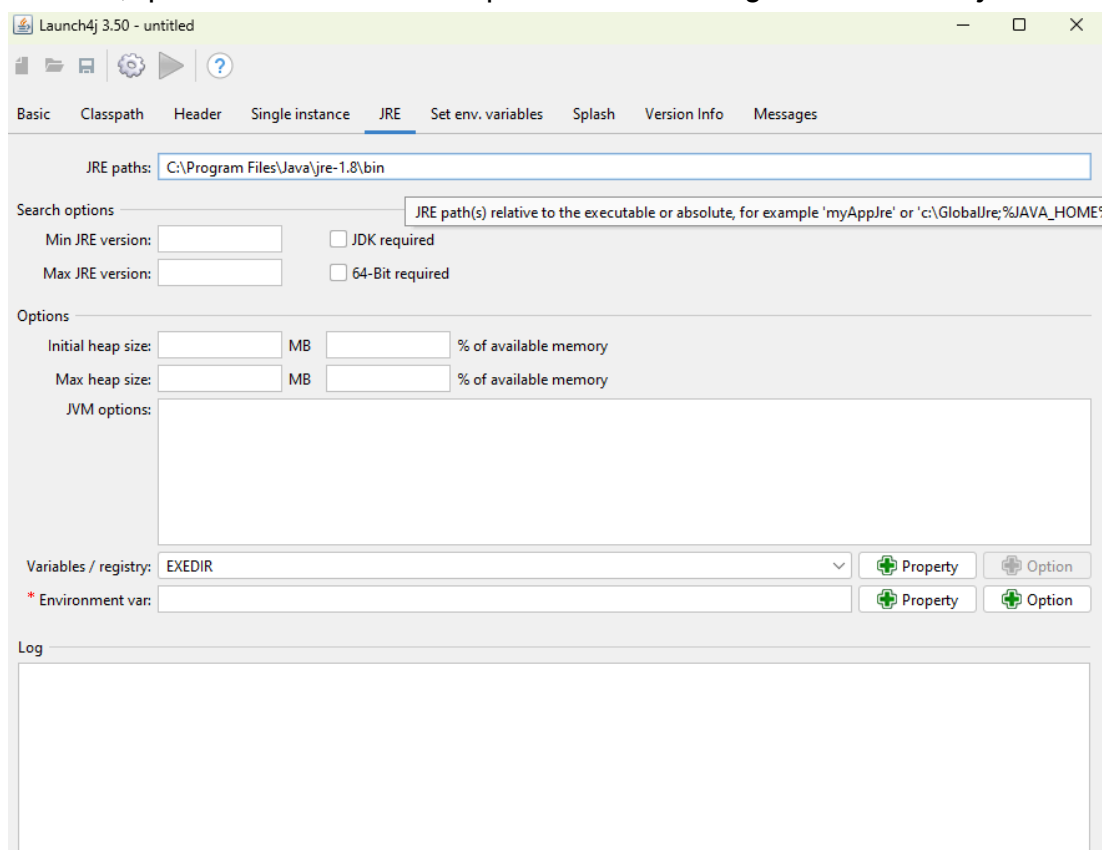 Launch4j 3.50 - untitled
Basic Classpath Header Single instance JRE Set env. variables Splash Version Info Messages
JRE paths: C:\Program Files\Java\jre-1.8\bin
Search options
JRE path(s) relative to the executable or absolute, for example 'myAppJre' or 'c:\GlobalJre;%JAVA_HOME%
Min JRE version: JDK required
Max JRE version: 64-Bit required
Options
Initial heap size: MB % of available memory
Max heap size: MB % of available memory
JVM options:
Variables / registry: EXEDIR Property Option
* Environment var: Property Option
Log